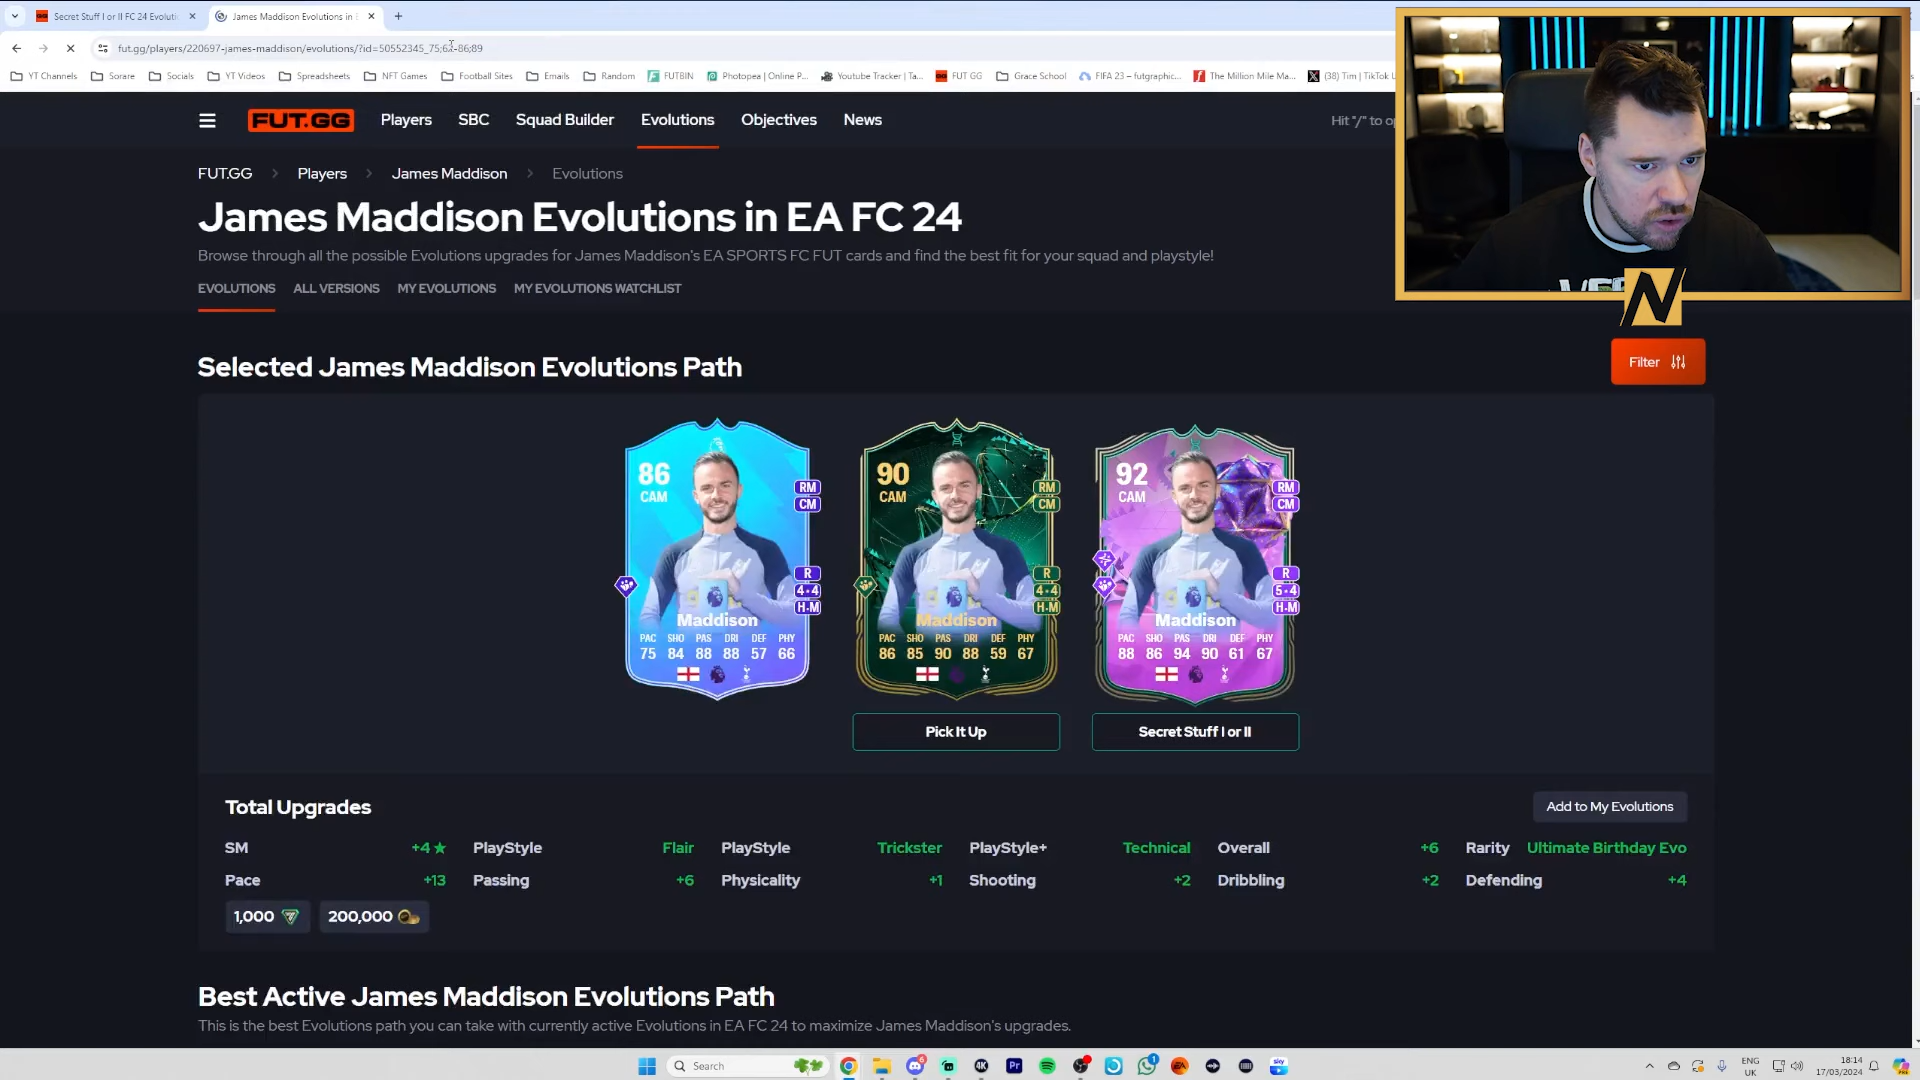 Secret Stuff I or II FC 24 Evoluti
James Maddison Evolutions in E
fut.gg/players/220697-james-maddison/evolutions/?id=50552345_75;62-86;89
YT Channels
Sorare
Socials
YT Videos
Spreadsheets
NFT Games
Football Sites
Emails
Random
FUTBIN
Photopea | Online P...
Youtube Tracker | Ta...
FUT GG
Grace School
FIFA 23 – futgraphic...
The Million Mile Ma...
(38) Tim | TikTok
FUT.GG
Players
SBC
Squad Builder
Evolutions
Objectives
News
Hit "/" to op
FUT.GG > Players > James Maddison > Evolutions
James Maddison Evolutions in EA FC 24
Browse through all the possible Evolutions upgrades for James Maddison's EA SPORTS FC FUT cards and find the best fit for your squad and playstyle!
EVOLUTIONS
ALL VERSIONS
MY EVOLUTIONS
MY EVOLUTIONS WATCHLIST
N
Selected James Maddison Evolutions Path
Filter
86
CAM
RM
CM
R
4★4
H-M
Maddison
PAC SHO PAS DRI DEF PHY
75 84 88 88 57 66
90
CAM
RM
CM
R
4★4
H-M
Maddison
PAC SHO PAS DRI DEF PHY
86 85 90 88 59 67
92
CAM
RM
CM
R
5★4
H-M
Maddison
PAC SHO PAS DRI DEF PHY
88 86 94 90 61 67
Pick It Up
Secret Stuff I or II
Total Upgrades
Add to My Evolutions
SM +4 ★ PlayStyle Flair PlayStyle Trickster PlayStyle+ Technical Overall +6 Rarity Ultimate Birthday Evo
Pace +13 Passing +6 Physicality +1 Shooting +2 Dribbling +2 Defending +4
1,000
200,000
Best Active James Maddison Evolutions Path
This is the best Evolutions path you can take with currently active Evolutions in EA FC 24 to maximize James Maddison's upgrades.
Search
4K
Pr
1
sky
ENG
UK
18:14
17/03/2024